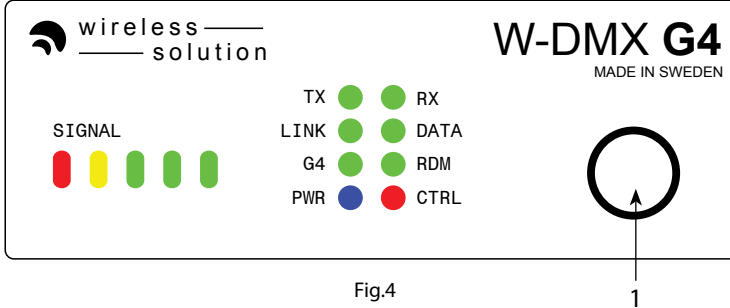 wireless
solution
W-DMX G4
MADE IN SWEDEN
SIGNAL
TX RX
LINK DATA
G4 RDM
PWR CTRL
Fig.4
1